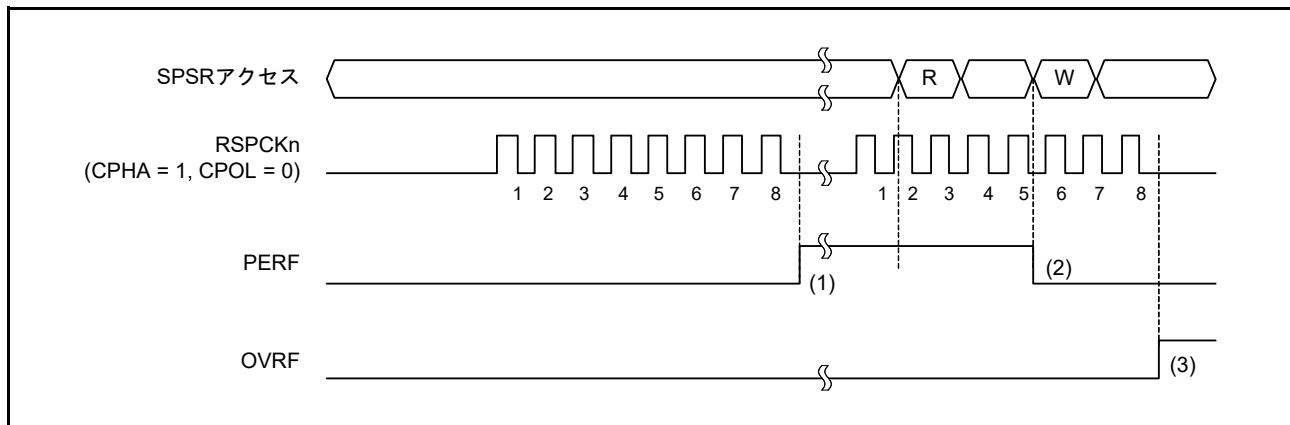 SPSRアクセス
R
W
RSPCKn
(CPHA = 1, CPOL = 0)
1 2 3 4 5 6 7 8 1 2 3 4 5 6 7 8
PERF
(1)
(2)
OVRF
(3)